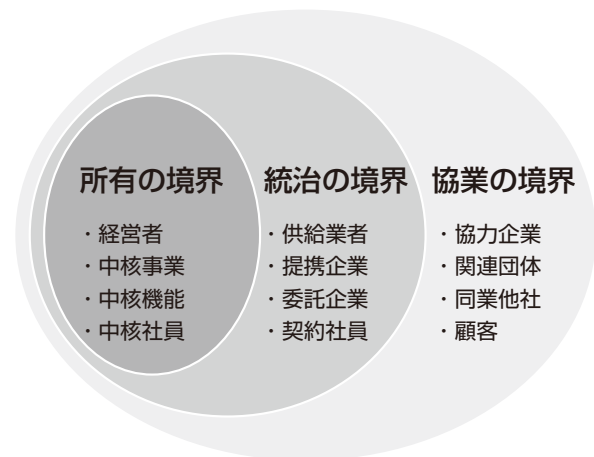 所有の境界
・経営者
・中核事業
・中核機能
・中核社員
統治の境界
・供給業者
・提携企業
・委託企業
・契約社員
協業の境界
・協力企業
・関連団体
・同業他社
・顧客